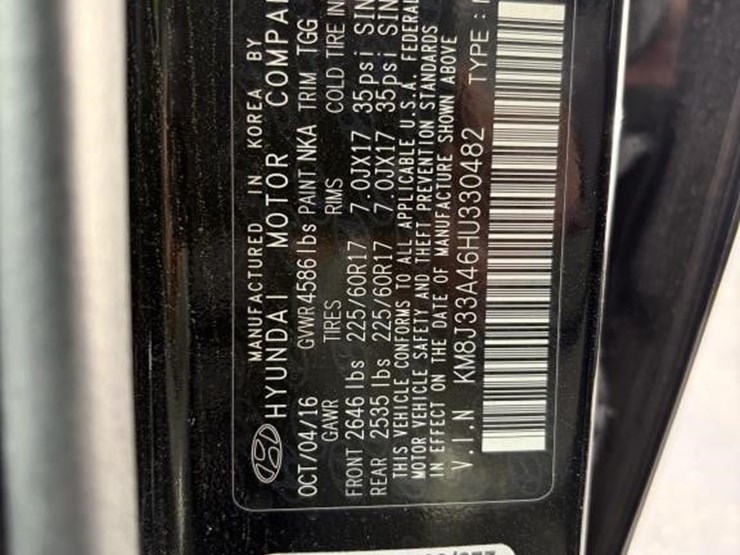 MANUFACTURED IN KOREA BY
HYUNDAI MOTOR
OCT/04/16 GVWR 4586 lbs PAINT NKA TRIM TGG
GAWR TIRES RIMS COLD TIRE
FRONT 2646 lbs 225/60R17 7.0JX17 35psi
REAR 2535 lbs 225/60R17 7.0JX17 35psi
THIS VEHICLE CONFORMS TO ALL APPLICABLE U.S.A. FEDERAL
MOTOR VEHICLE SAFETY AND THEFT PREVENTION STANDARDS
IN EFFECT ON THE DATE OF MANUFACTURE SHOWN ABOVE
V.I.N KM8J33A46HU330482 TYPE :